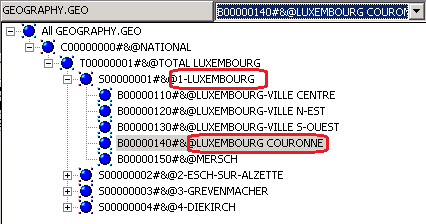 GEOGRAPHY.GEO
B00000140#&@LUXEMBOURG COURON
All GEOGRAPHY.GEO
C00000000#&@NATIONAL
T00000001#&@TOTAL LUXEMBOURG
S00000001#&@1-LUXEMBOURG
B00000110#&@LUXEMBOURG-VILLE CENTRE
B00000120#&@LUXEMBOURG-VILLE N-EST
B00000130#&@LUXEMBOURG-VILLE S-OUEST
B00000140#&@LUXEMBOURG COURONNE
B00000150#&@MERSCH
S00000002#&@2-ESCH-SUR-ALZETTE
S00000003#&@3-GREVENMACHER
S00000004#&@4-DIEKIRCH